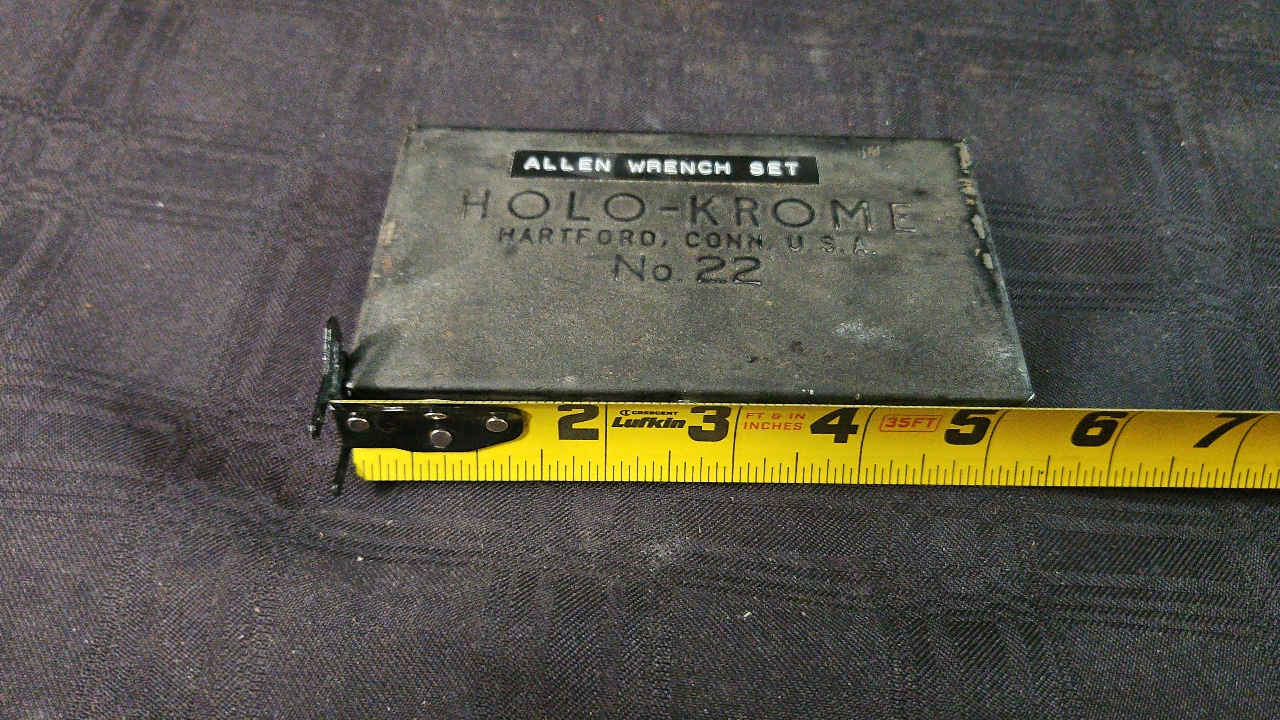 ALLEN WRENCH SET
HOLO-KROME
HARTFORD, CONN. U.S.A.
No. 22
2 CRESCENT Lufkin 3 FT & IN INCHES 4 35FT 5 6 7